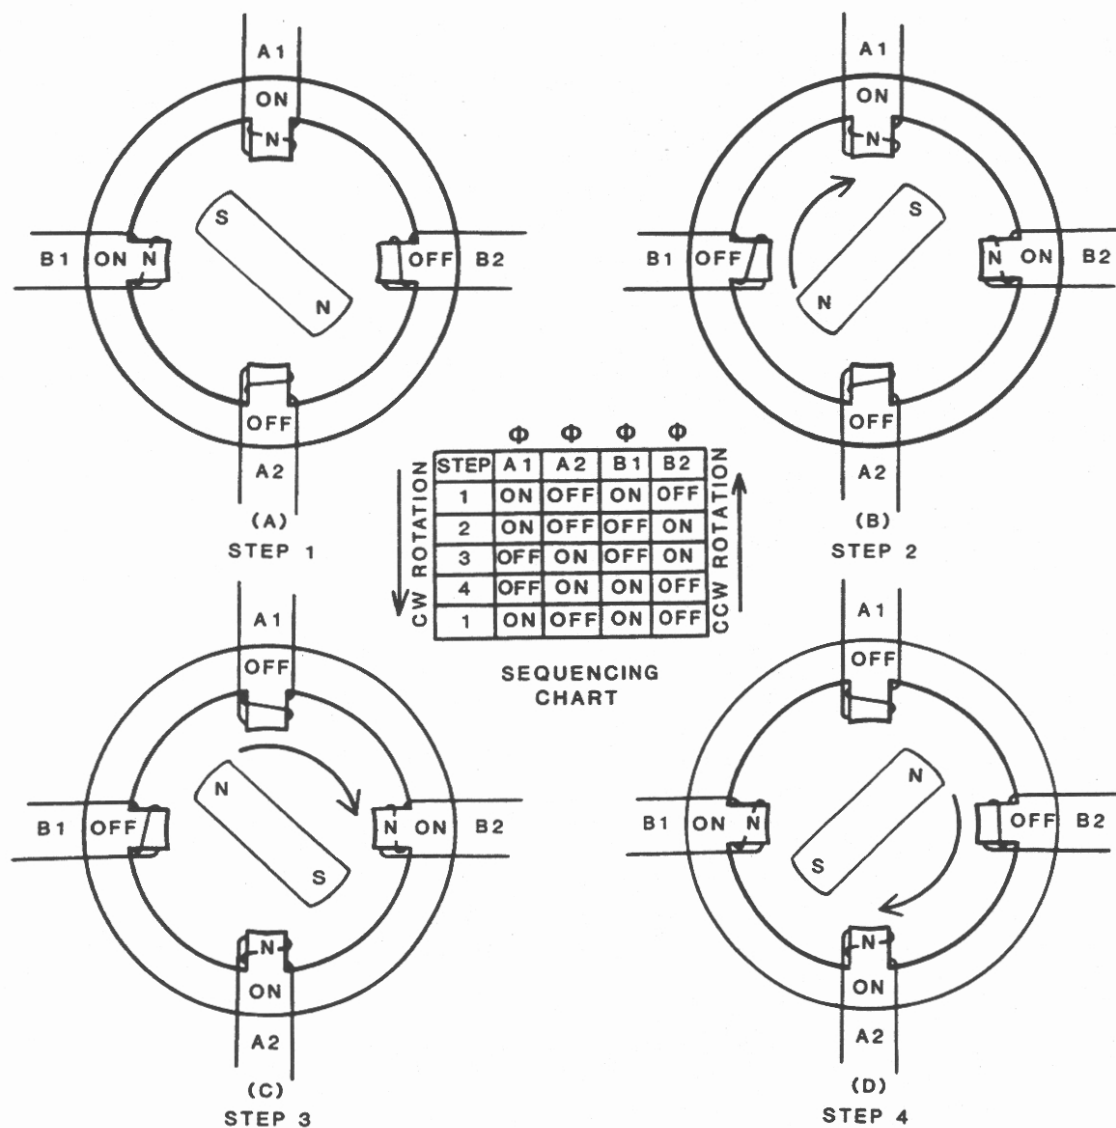 A1
ON
N
B1 ON N
S
N
OFF B2
OFF
A2
(A)
STEP 1
A1
ON
N
B1 OFF
S
N
N ON B2
OFF
A2
(B)
STEP 2
Φ Φ Φ Φ
STEP A1 A2 B1 B2
1 ON OFF ON OFF
2 ON OFF OFF ON
3 OFF ON OFF ON
4 OFF ON ON OFF
1 ON OFF ON OFF
CW ROTATION
CCW ROTATION
SEQUENCING
CHART
A1
OFF
B1 OFF
N
S
N ON B2
N
ON
A2
(C)
STEP 3
A1
OFF
B1 ON N
N
S
OFF B2
N
ON
A2
(D)
STEP 4